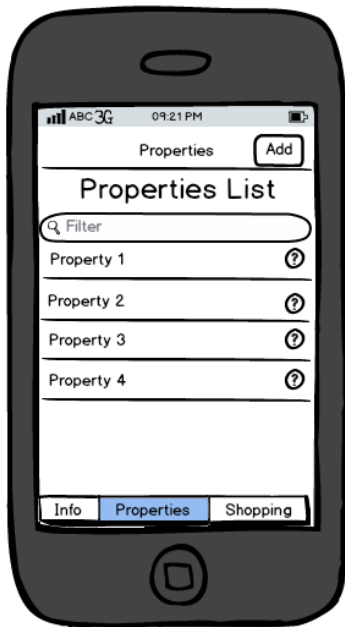 ABC 3G 09:21 PM
Properties Add
Properties List
Filter
Property 1 ?
Property 2 ?
Property 3 ?
Property 4 ?
Info Properties Shopping